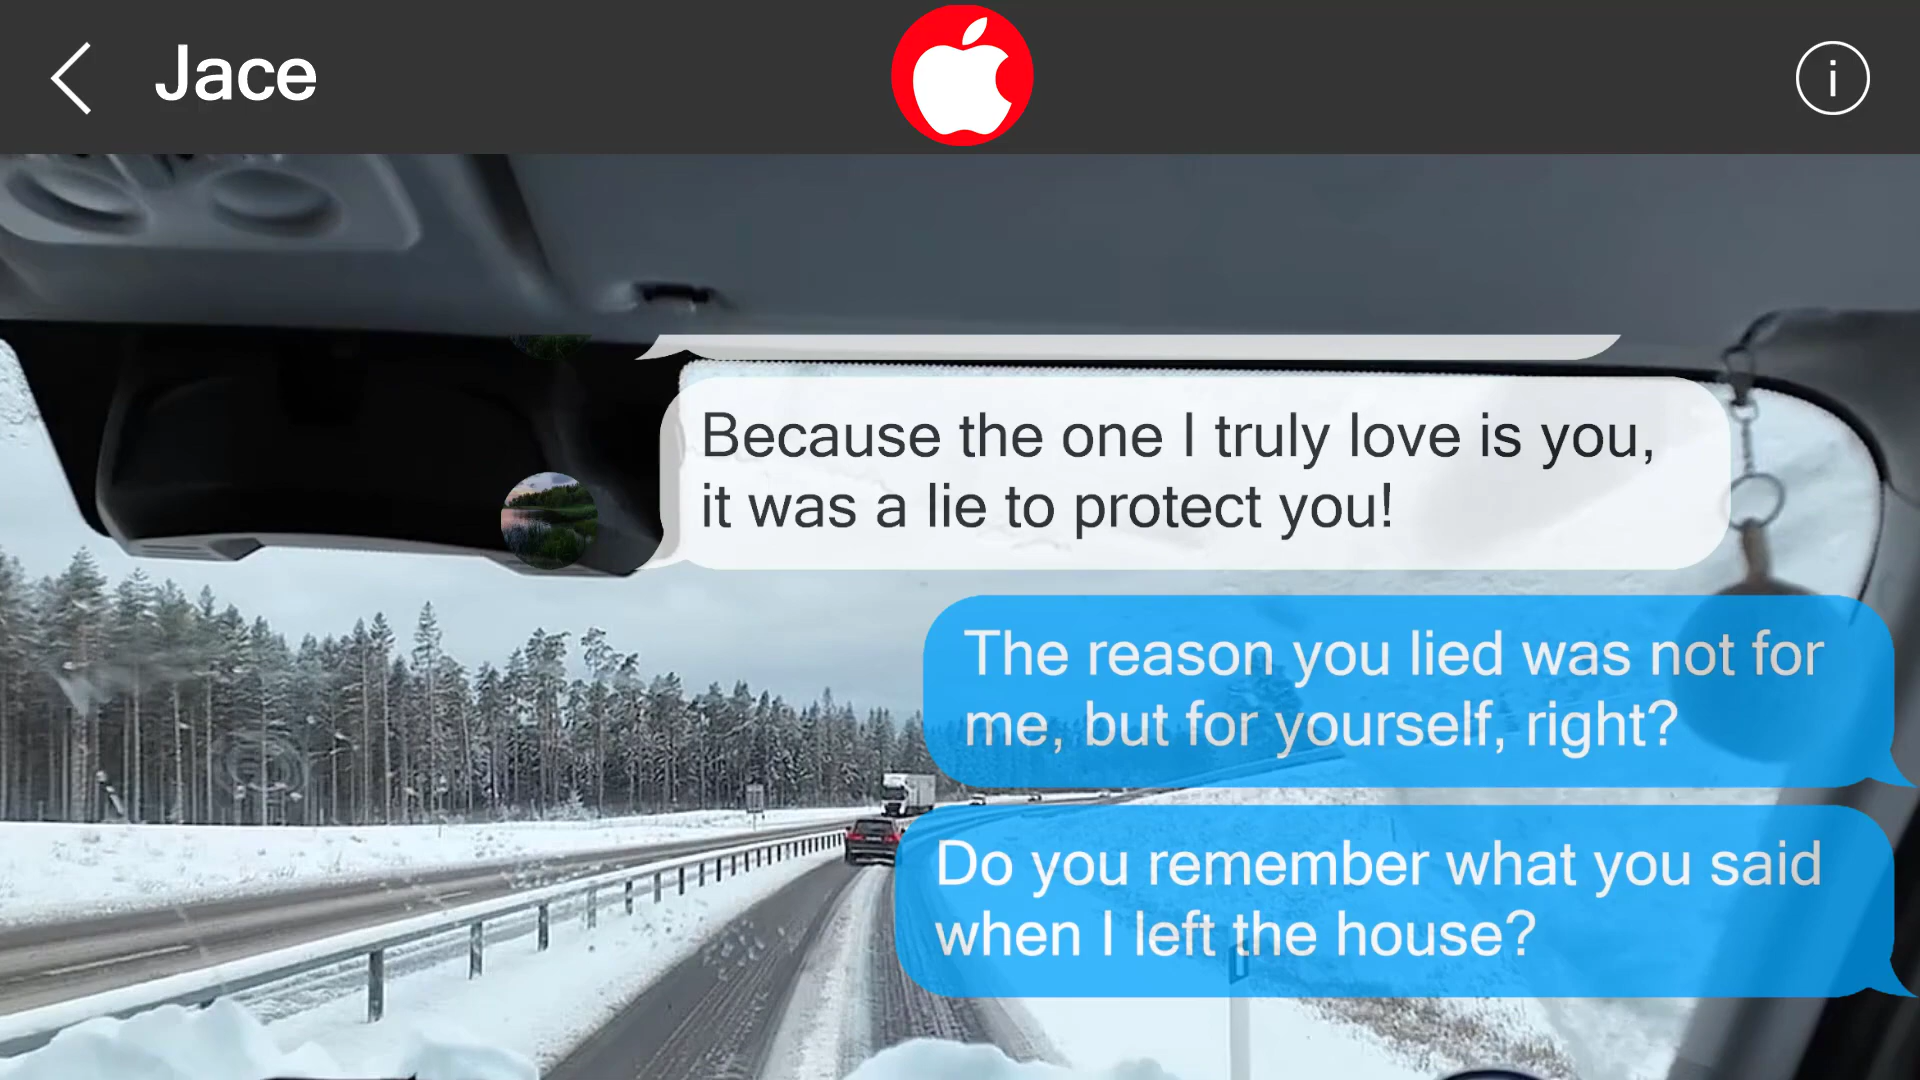 Jace
Because the one I truly love is you,
it was a lie to protect you!
The reason you lied was not for
me, but for yourself, right?
Do you remember what you said
when I left the house?